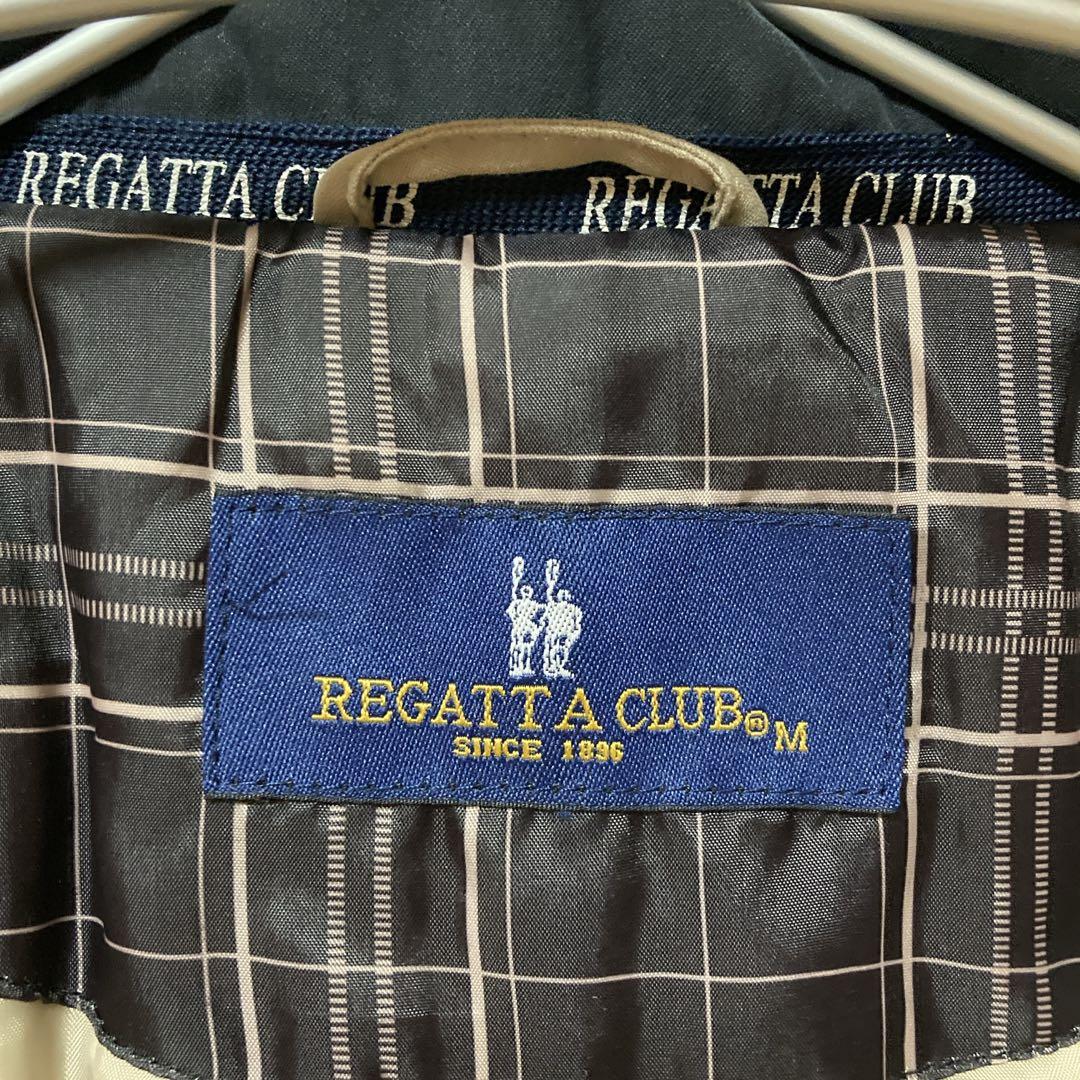 REGATTA CLUB REGATTA CLUB
REGATTA CLUB® M
SINCE 1896